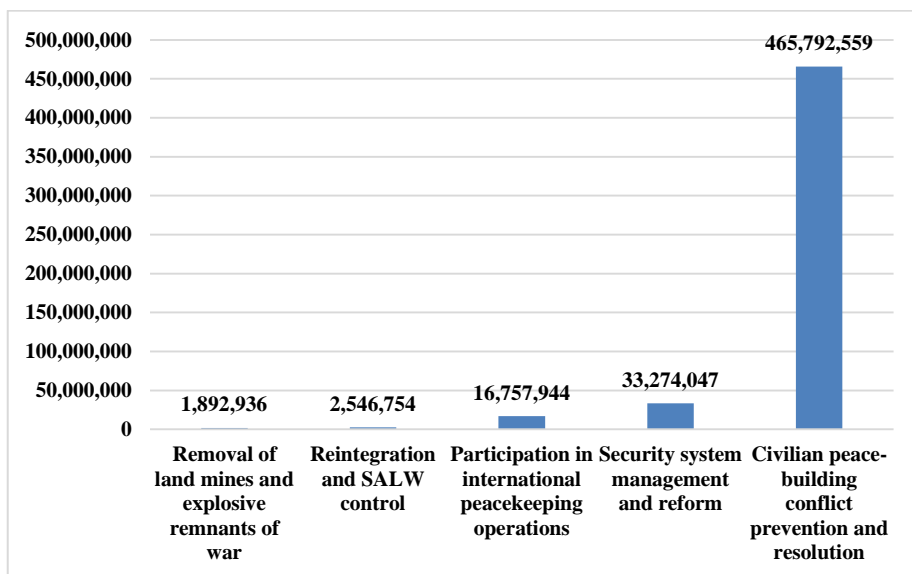 500,000,000
450,000,000
400,000,000
350,000,000
300,000,000
250,000,000
200,000,000
150,000,000
100,000,000
50,000,000
0
1,892,936
2,546,754
16,757,944
33,274,047
465,792,559
Removal of
land mines and
explosive
remnants of
war
Reintegration
and SALW
control
Participation in
international
peacekeeping
operations
Security system
management
and reform
Civilian peace-
building
conflict
prevention and
resolution